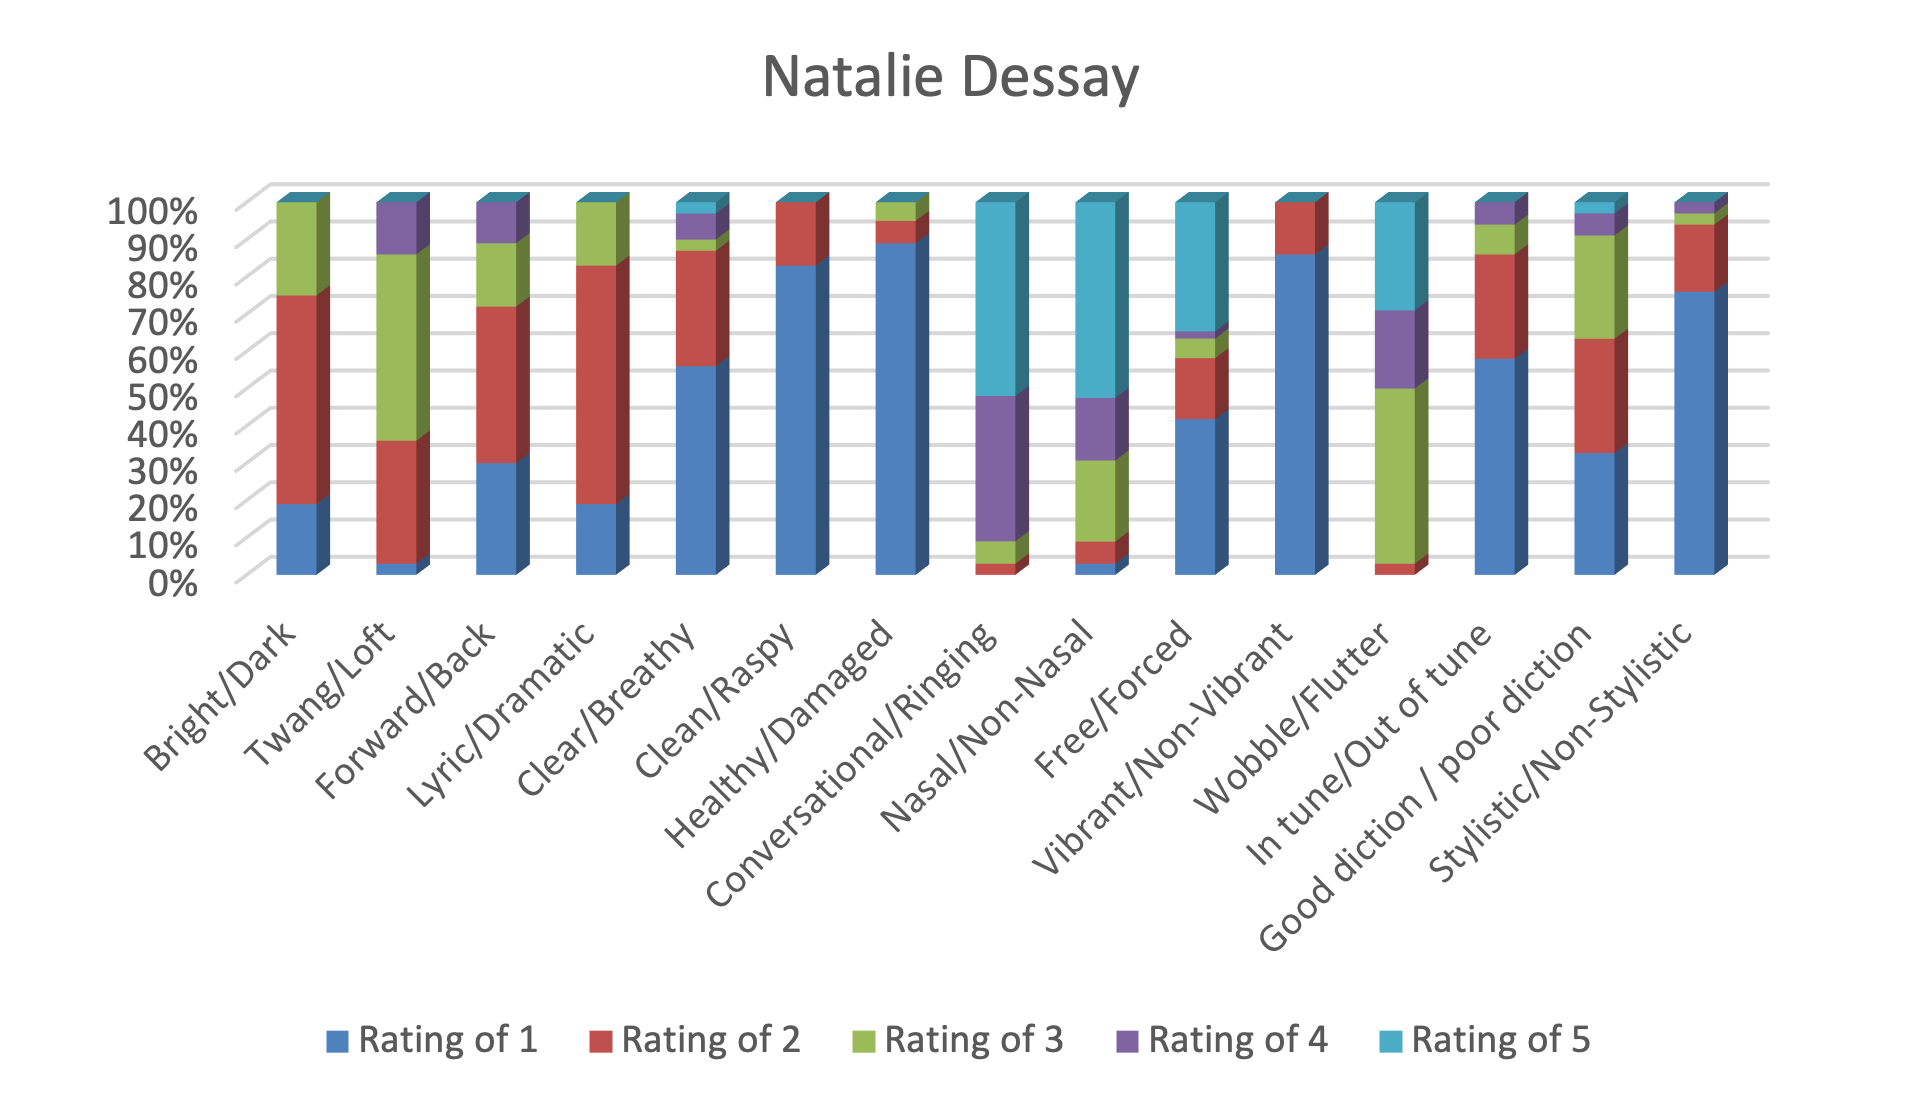 Natalie Dessay
100%
90%
80%
70%
60%
50%
40%
30%
20%
10%
0%
Bright/Dark
Twang/Loft
Forward/Back
Lyric/Dramatic
Clear/Breathy
Clean/Raspy
Healthy/Damaged
Conversational/Ringing
Nasal/Non-Nasal
Free/Forced
Vibrant/Non-Vibrant
Wobble/Flutter
In tune/Out of tune
Good diction / poor diction
Stylistic/Non-Stylistic
Rating of 1 Rating of 2 Rating of 3 Rating of 4 Rating of 5